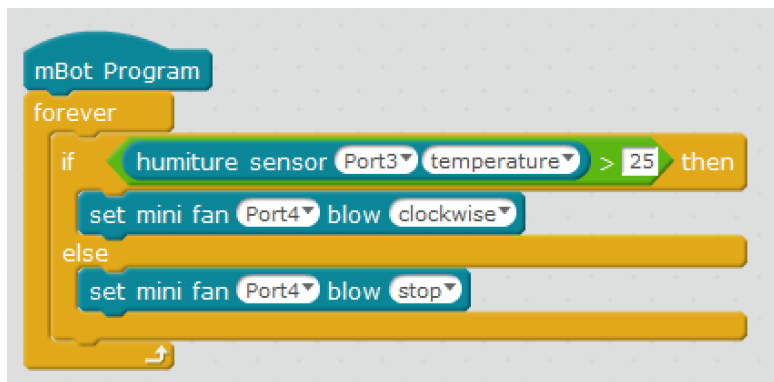 mBot Program
forever
if humiture sensor Port3 temperature > 25 then
set mini fan Port4 blow clockwise
else
set mini fan Port4 blow stop